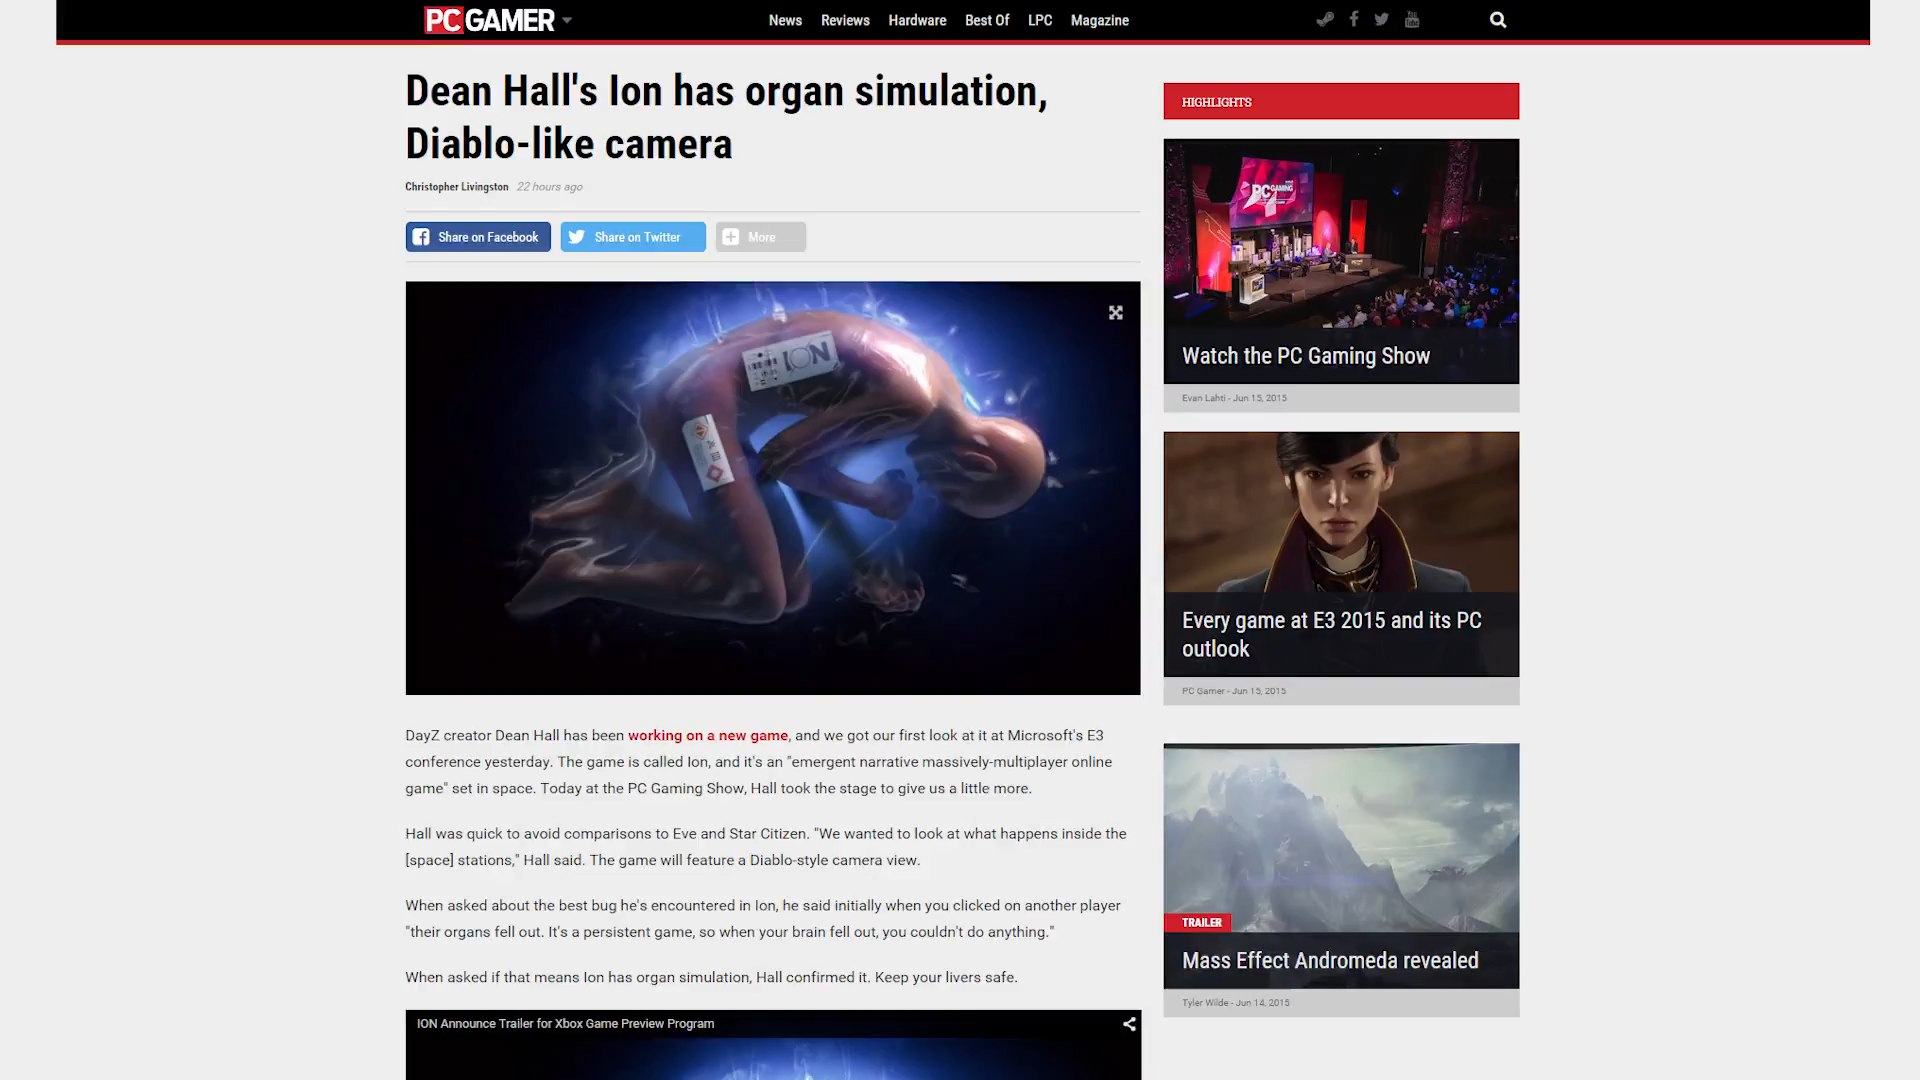 PC GAMER
News Reviews Hardware Best Of LPC Magazine
Dean Hall's Ion has organ simulation,
Diablo-like camera
Christopher Livingston 22 hours ago
Share on Facebook Share on Twitter More
ION
DayZ creator Dean Hall has been working on a new game, and we got our first look at it at Microsoft's E3
conference yesterday. The game is called Ion, and it's an "emergent narrative massively-multiplayer online
game" set in space. Today at the PC Gaming Show, Hall took the stage to give us a little more.
Hall was quick to avoid comparisons to Eve and Star Citizen. "We wanted to look at what happens inside the
[space] stations," Hall said. The game will feature a Diablo-style camera view.
When asked about the best bug he's encountered in Ion, he said initially when you clicked on another player
"their organs fell out. It's a persistent game, so when your brain fell out, you couldn't do anything."
When asked if that means Ion has organ simulation, Hall confirmed it. Keep your livers safe.
ION Announce Trailer for Xbox Game Preview Program
HIGHLIGHTS
PC GAMING
Watch the PC Gaming Show
Evan Lahti - Jun 15, 2015
Every game at E3 2015 and its PC
outlook
PC Gamer - Jun 15, 2015
TRAILER
Mass Effect Andromeda revealed
Tyler Wilde - Jun 14, 2015